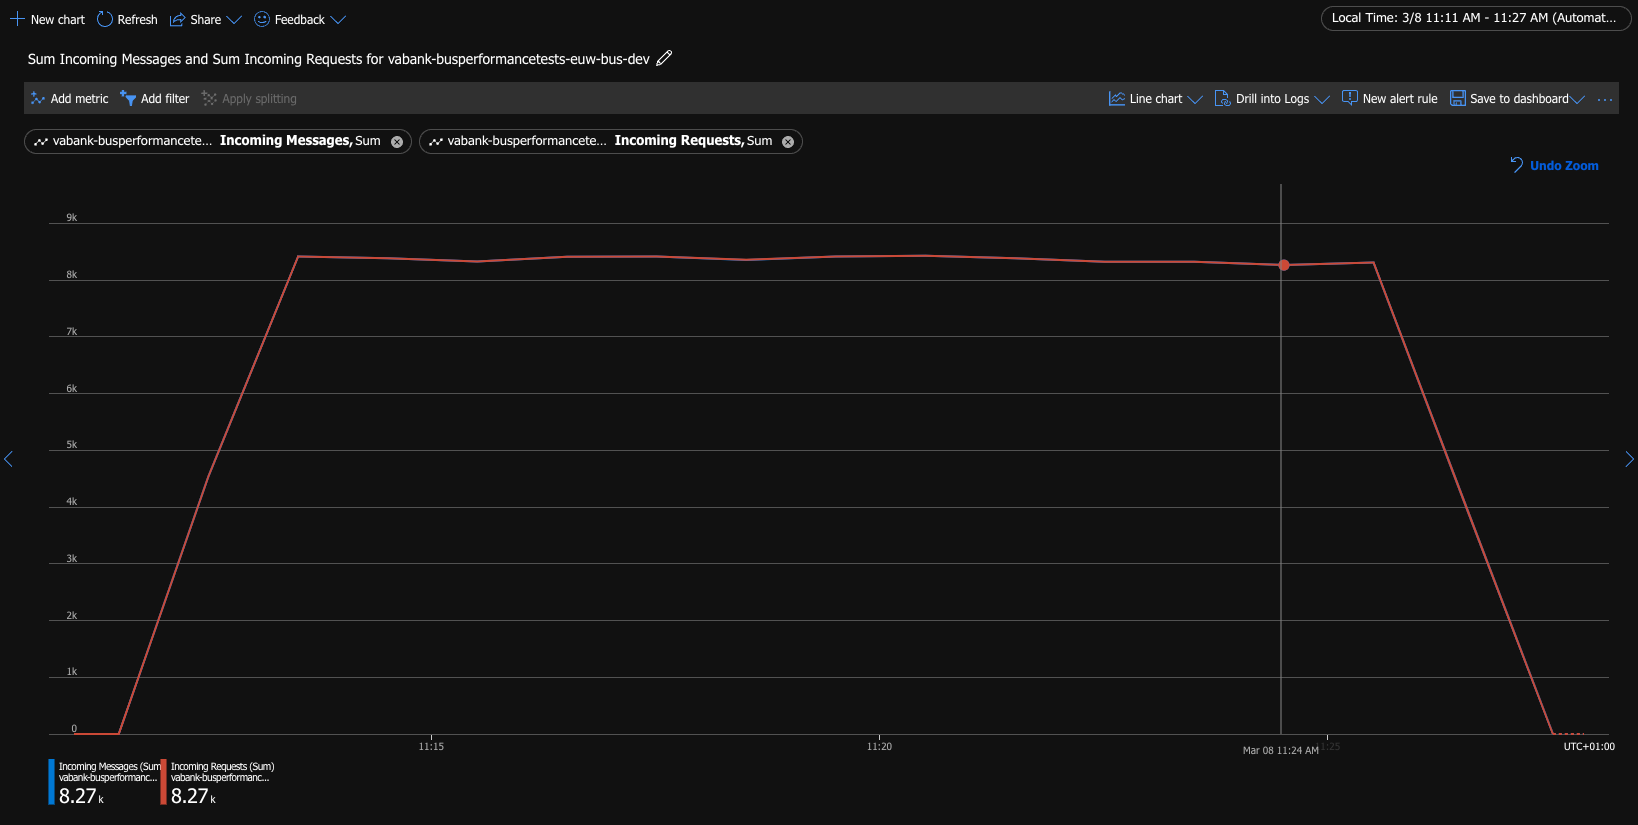 New chart Refresh Share Feedback Local Time: 3/8 11:11 AM - 11:27 AM (Automat...
Sum Incoming Messages and Sum Incoming Requests for vabank-busperformancetests-euw-bus-dev
Add metric Add filter Apply splitting Line chart Drill into Logs New alert rule Save to dashboard ...
vabank-busperformancete... Incoming Messages, Sum vabank-busperformancete... Incoming Requests, Sum
Undo Zoom
9k
8k
7k
6k
5k
4k
3k
2k
1k
0
11:15 11:20 Mar 08 11:24 AM 11:25 UTC+01:00
Incoming Messages (Sum Incoming Requests (Sum)
vabank-busperformanc... vabank-busperformanc...
8.27 k 8.27 k